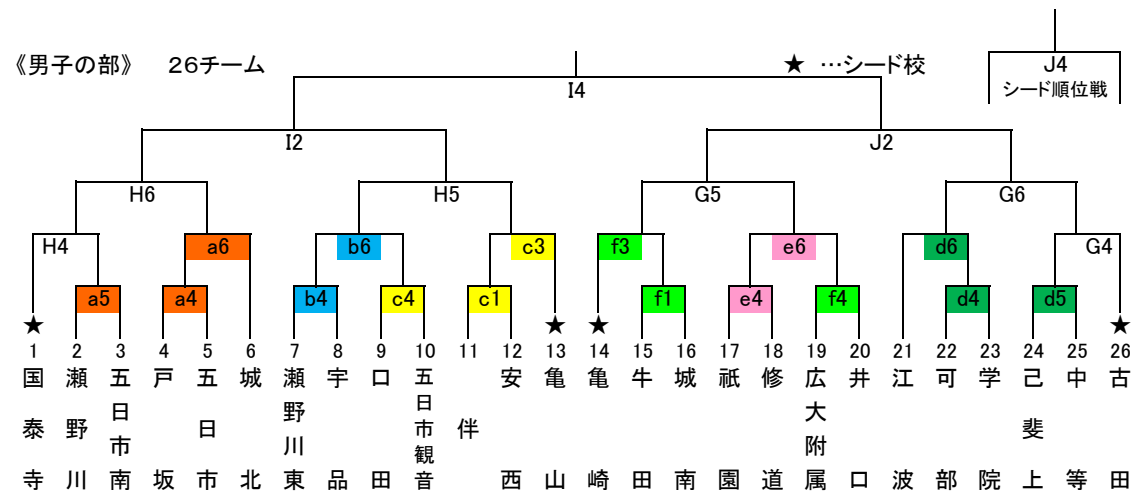 《男子の部》　26チーム
★ …シード校
J4
シード順位戦
I4
I2 J2
H6 H5 G5 G6
H4 a6 b6 c3 f3 e6 d6 G4
a5 a4 b4 c4 c1 f1 e4 f4 d4 d5
★ ★ ★ ★
1 2 3 4 5 6 7 8 9 10 11 12 13 14 15 16 17 18 19 20 21 22 23 24 25 26
国泰寺
瀬野川
五日市南
戸坂
五日市
城北
瀬野川東
宇品
口田
五日市観音
伴
安西
亀山
亀崎
牛田
城南
祇園
修道
広大附属
井口
江波
可部
学院
己斐上
中等
古田